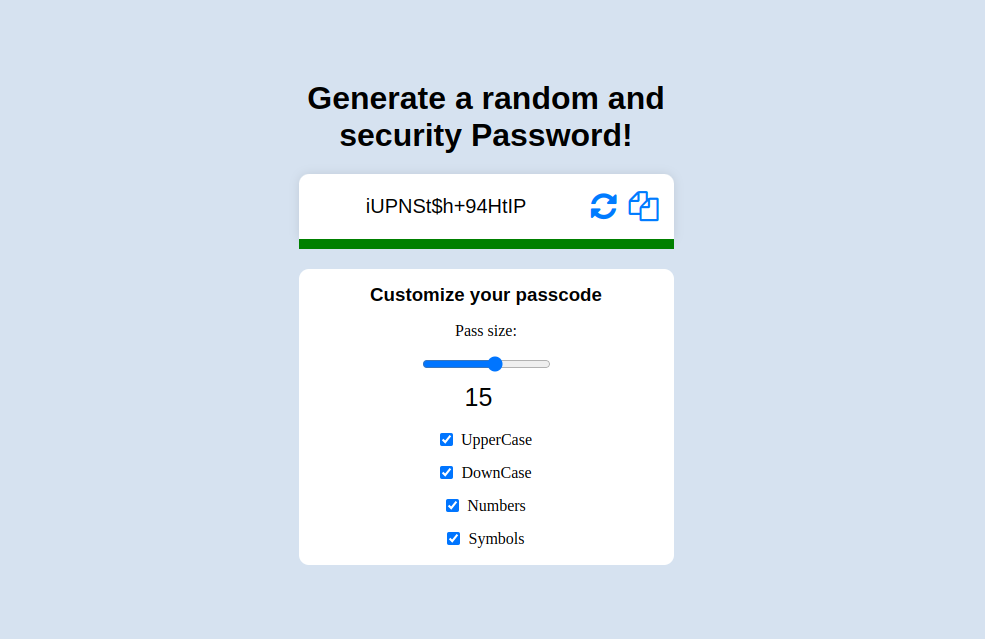 Generate a random and
security Password!
iUPNSt$h+94HtIP
Customize your passcode
Pass size:
15
UpperCase
DownCase
Numbers
Symbols